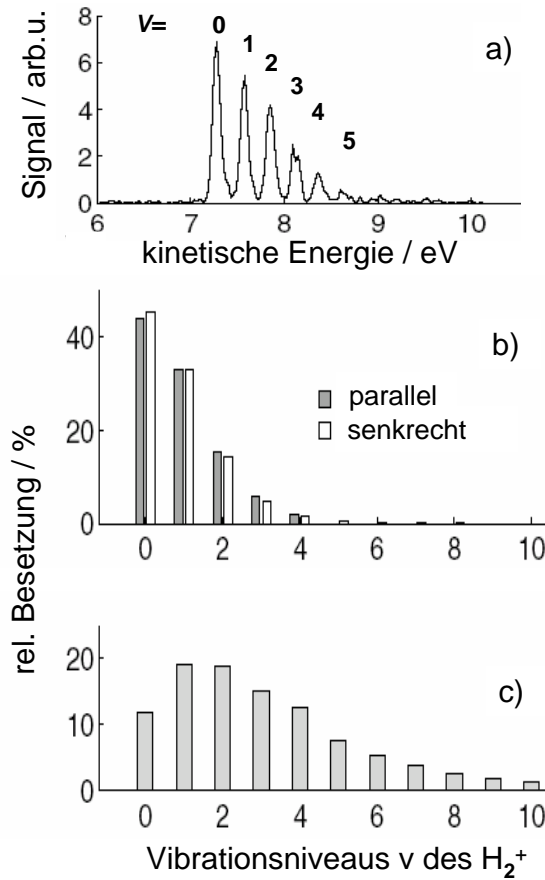 V= 0 1 2 3 4 5
a)
Signal / arb.u.
8
6
4
2
0
6 7 8 9 10
kinetische Energie / eV
b)
40
20
0
parallel
senkrecht
0 2 4 6 8 10
rel. Besetzung / %
c)
20
10
0
0 2 4 6 8 10
Vibrationsniveaus v des H₂⁺